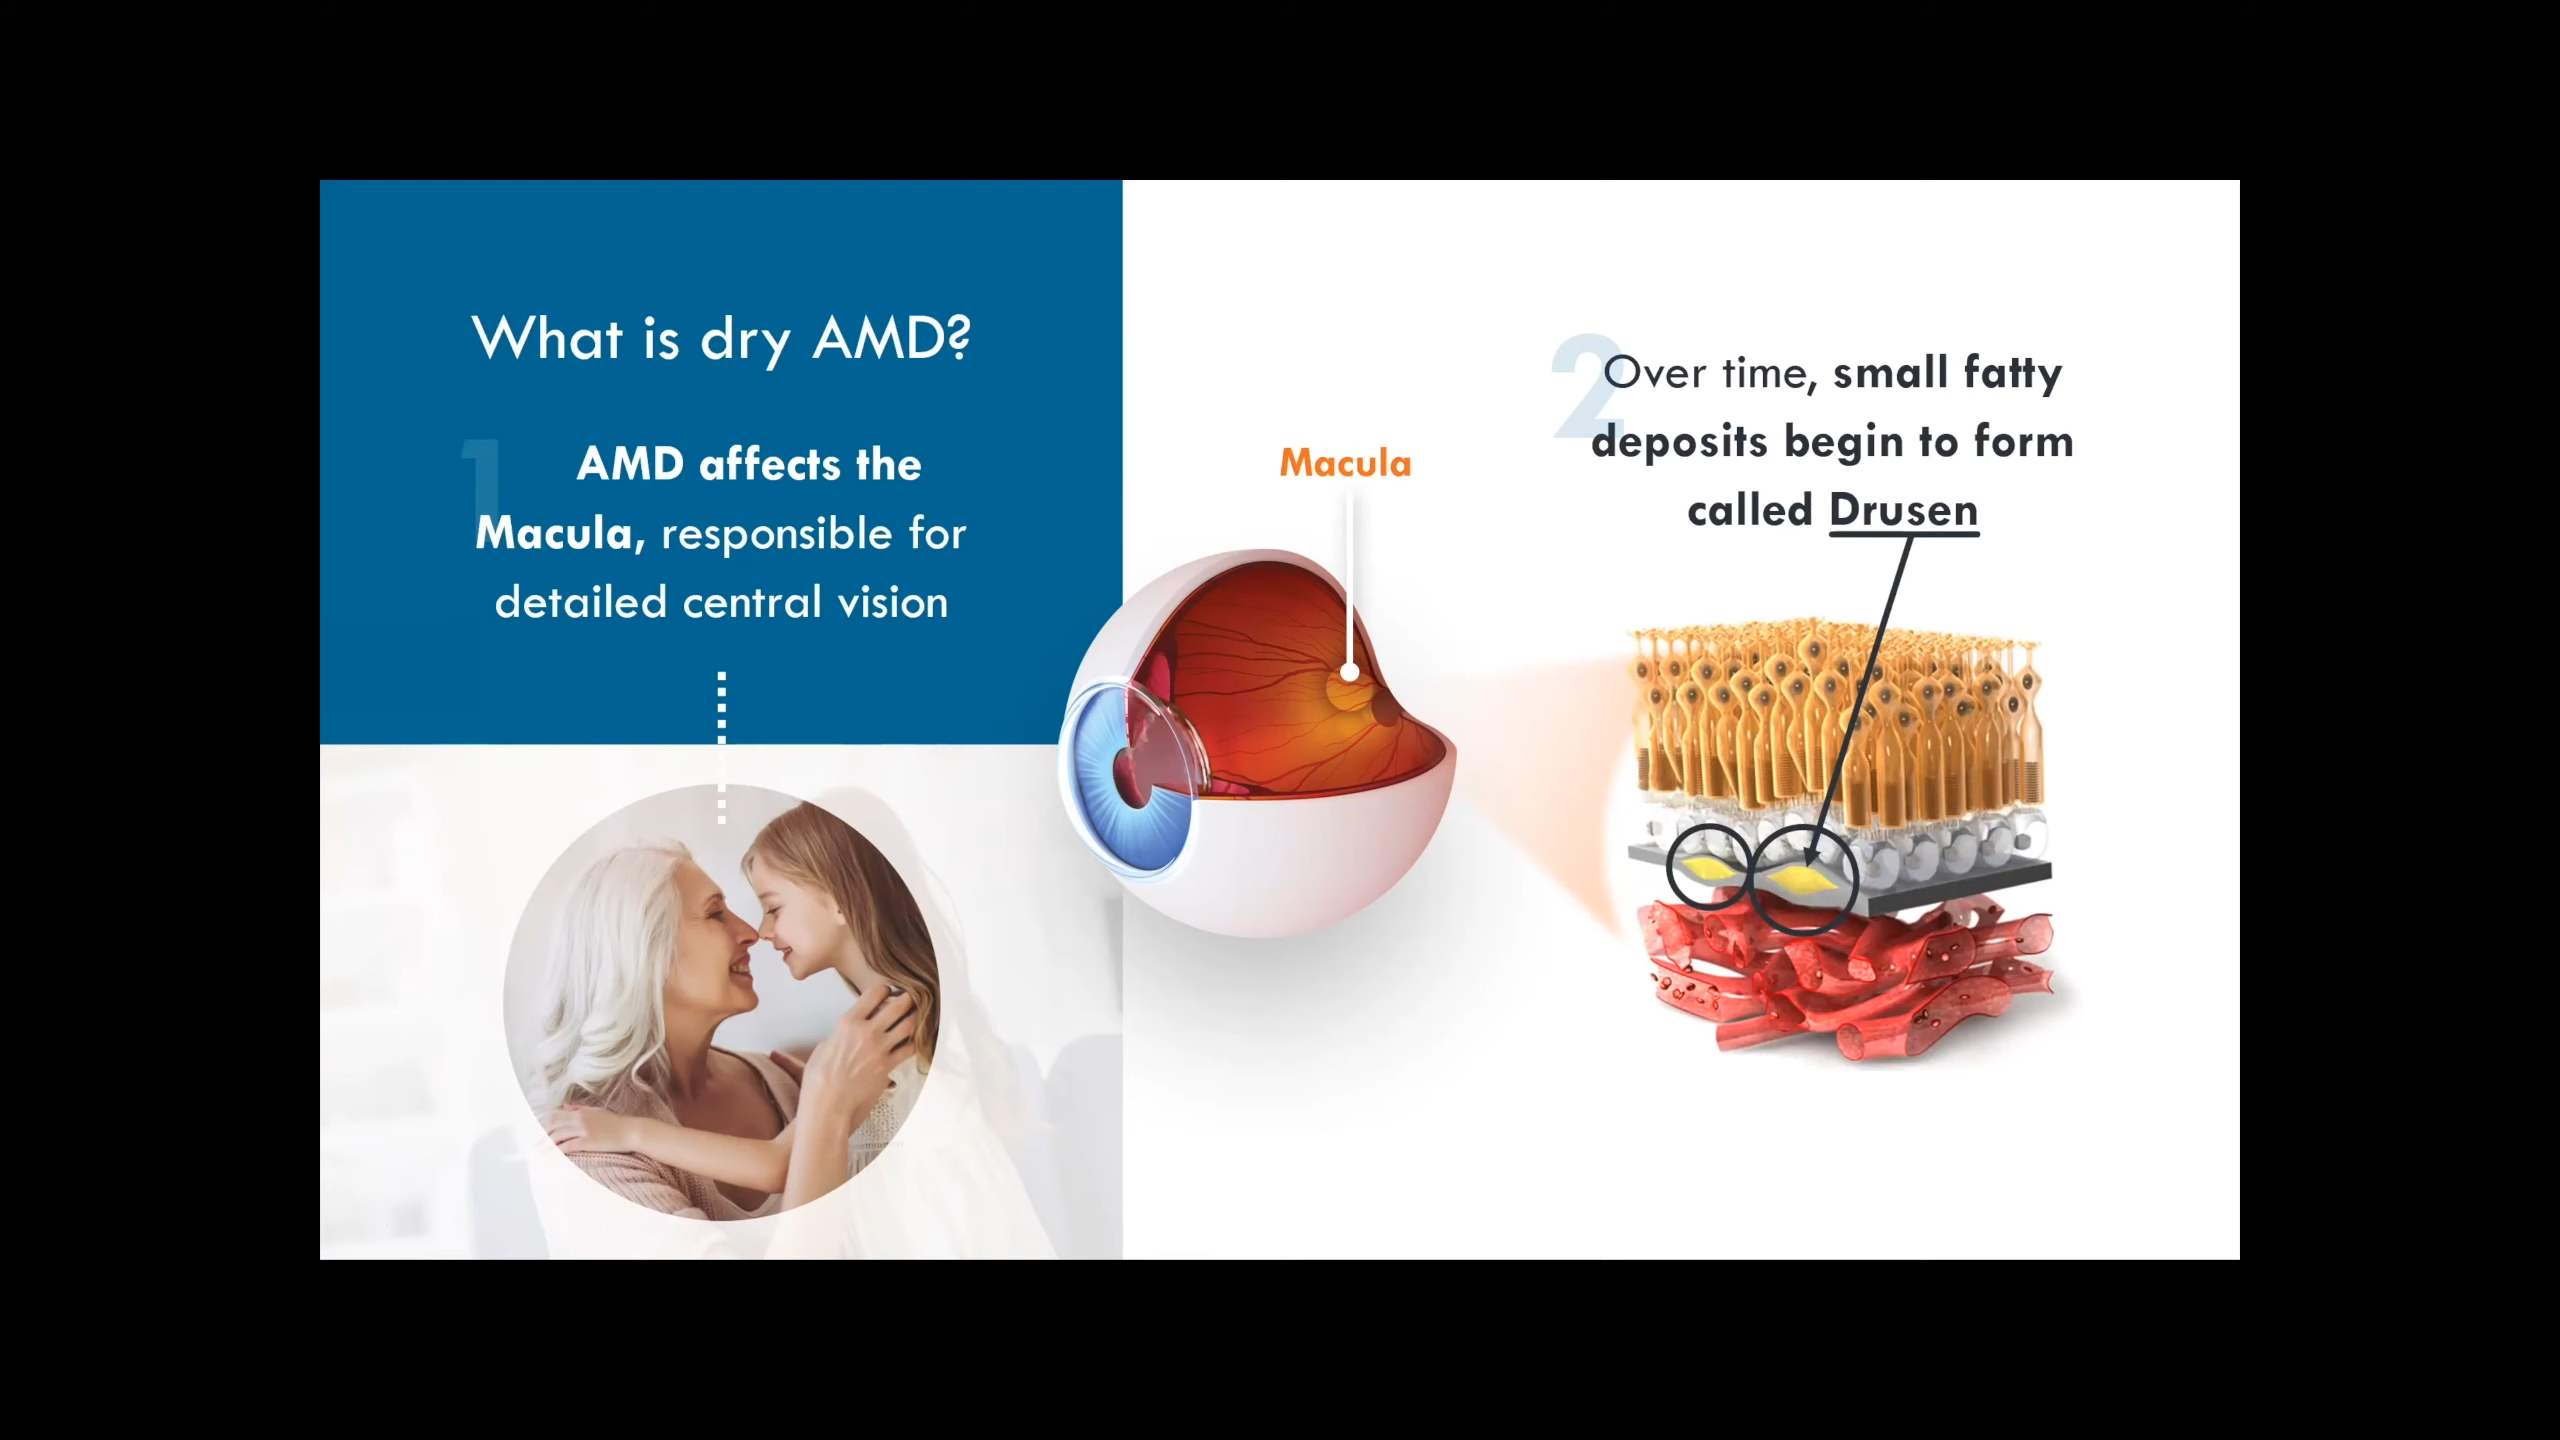 What is dry AMD?
1
AMD affects the
Macula, responsible for
detailed central vision
Macula
2
Over time, small fatty
deposits begin to form
called Drusen